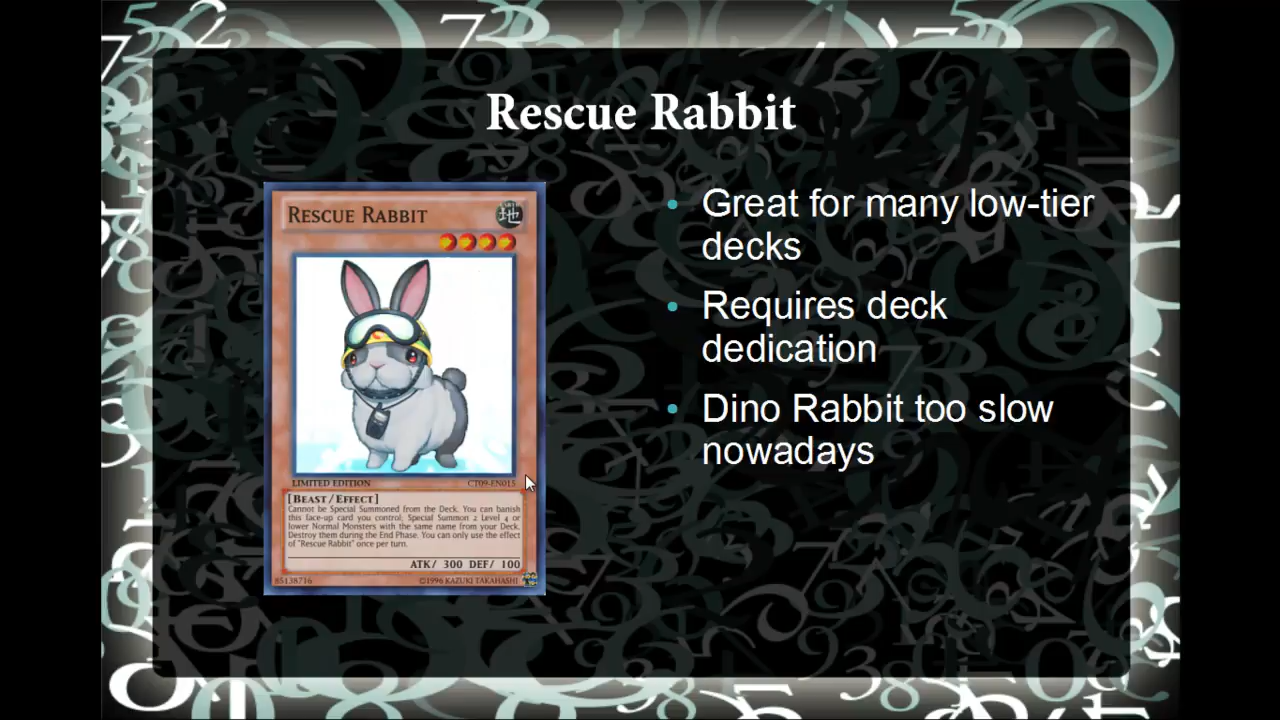 Rescue Rabbit
RESCUE RABBIT
地
LIMITED EDITION CT09-EN015
[BEAST/EFFECT]
Cannot be Special Summoned from the Deck. You can banish
this face-up card you control; Special Summon 2 Level 4 or
lower Normal Monsters with the same name from your Deck.
Destroy them during the End Phase. You can only use the effect
of "Rescue Rabbit" once per turn.
ATK/ 300 DEF/ 100
85138716 ©1996 KAZUKI TAKAHASHI
• Great for many low-tier
decks
• Requires deck
dedication
• Dino Rabbit too slow
nowadays